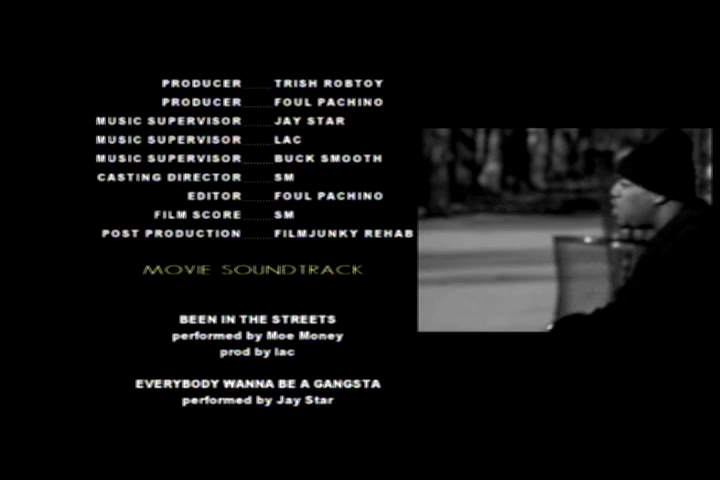 PRODUCER ........ TRISH ROBTOY
PRODUCER ........ FOUL PACHINO
MUSIC SUPERVISOR ........ JAY STAR
MUSIC SUPERVISOR ........ LAC
MUSIC SUPERVISOR ........ BUCK SMOOTH
CASTING DIRECTOR ........ SM
EDITOR ........ FOUL PACHINO
FILM SCORE ........ SM
POST PRODUCTION ........ FILMJUNKY REHAB
MOVIE SOUNDTRACK
BEEN IN THE STREETS
performed by Moe Money
prod by lac
EVERYBODY WANNA BE A GANGSTA
performed by Jay Star